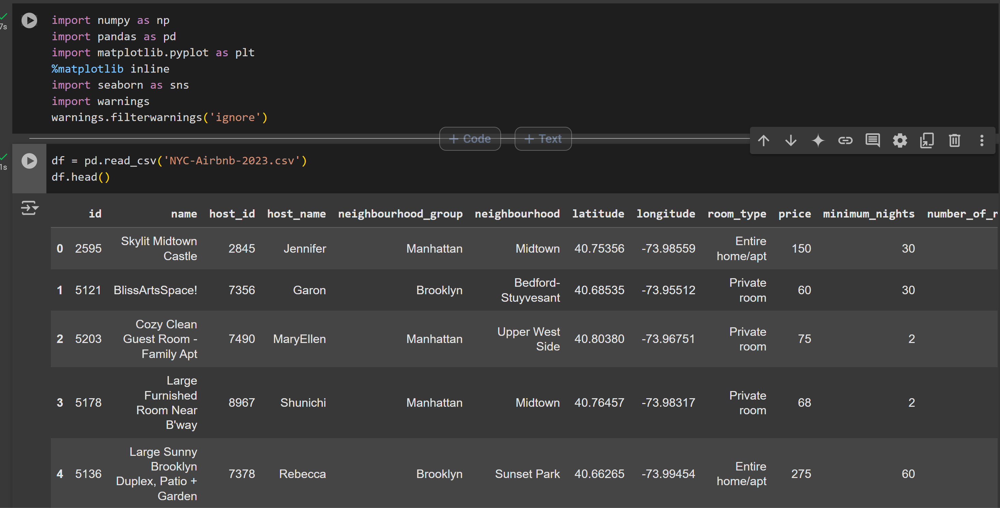 import numpy as np
7s
import pandas as pd
import matplotlib.pyplot as plt
%matplotlib inline
import seaborn as sns
import warnings
warnings.filterwarnings('ignore')
+ Code + Text
df = pd.read_csv('NYC-Airbnb-2023.csv')
1s
df.head()
id name host_id host_name neighbourhood_group neighbourhood latitude longitude room_type price minimum_nights number_of_r
0 2595 Skylit Midtown Castle 2845 Jennifer Manhattan Midtown 40.75356 -73.98559 Entire home/apt 150 30
1 5121 BlissArtsSpace! 7356 Garon Brooklyn Bedford-Stuyvesant 40.68535 -73.95512 Private room 60 30
2 5203 Cozy Clean Guest Room - Family Apt 7490 MaryEllen Manhattan Upper West Side 40.80380 -73.96751 Private room 75 2
3 5178 Large Furnished Room Near B'way 8967 Shunichi Manhattan Midtown 40.76457 -73.98317 Private room 68 2
4 5136 Large Sunny Brooklyn Duplex, Patio + Garden 7378 Rebecca Brooklyn Sunset Park 40.66265 -73.99454 Entire home/apt 275 60